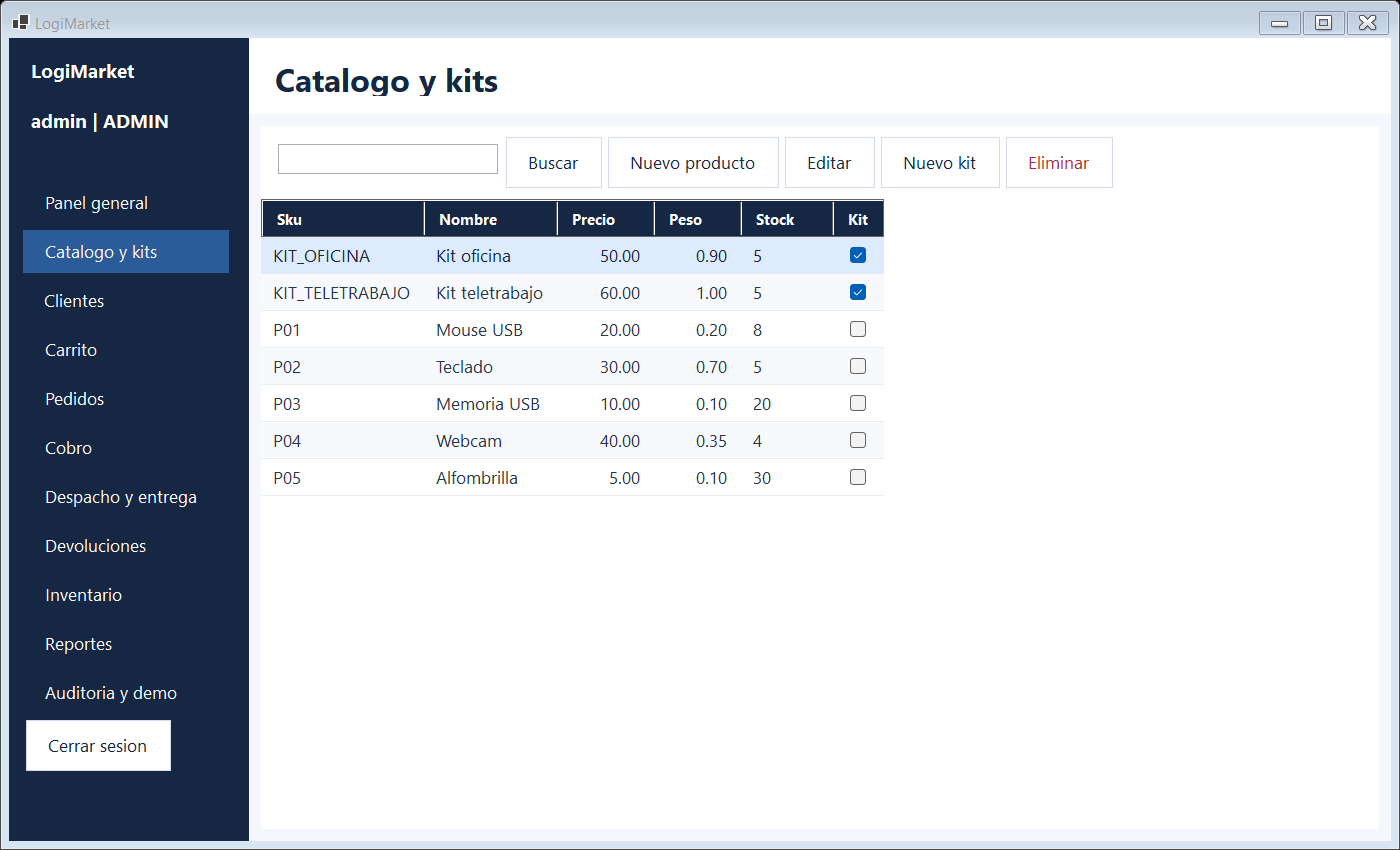 LogiMarket
LogiMarket
admin | ADMIN
Panel general
Catalogo y kits
Clientes
Carrito
Pedidos
Cobro
Despacho y entrega
Devoluciones
Inventario
Reportes
Auditoria y demo
Cerrar sesion
Catalogo y kits
Buscar Nuevo producto Editar Nuevo kit Eliminar
Sku Nombre Precio Peso Stock Kit
KIT_OFICINA Kit oficina 50.00 0.90 5
KIT_TELETRABAJO Kit teletrabajo 60.00 1.00 5
P01 Mouse USB 20.00 0.20 8
P02 Teclado 30.00 0.70 5
P03 Memoria USB 10.00 0.10 20
P04 Webcam 40.00 0.35 4
P05 Alfombrilla 5.00 0.10 30